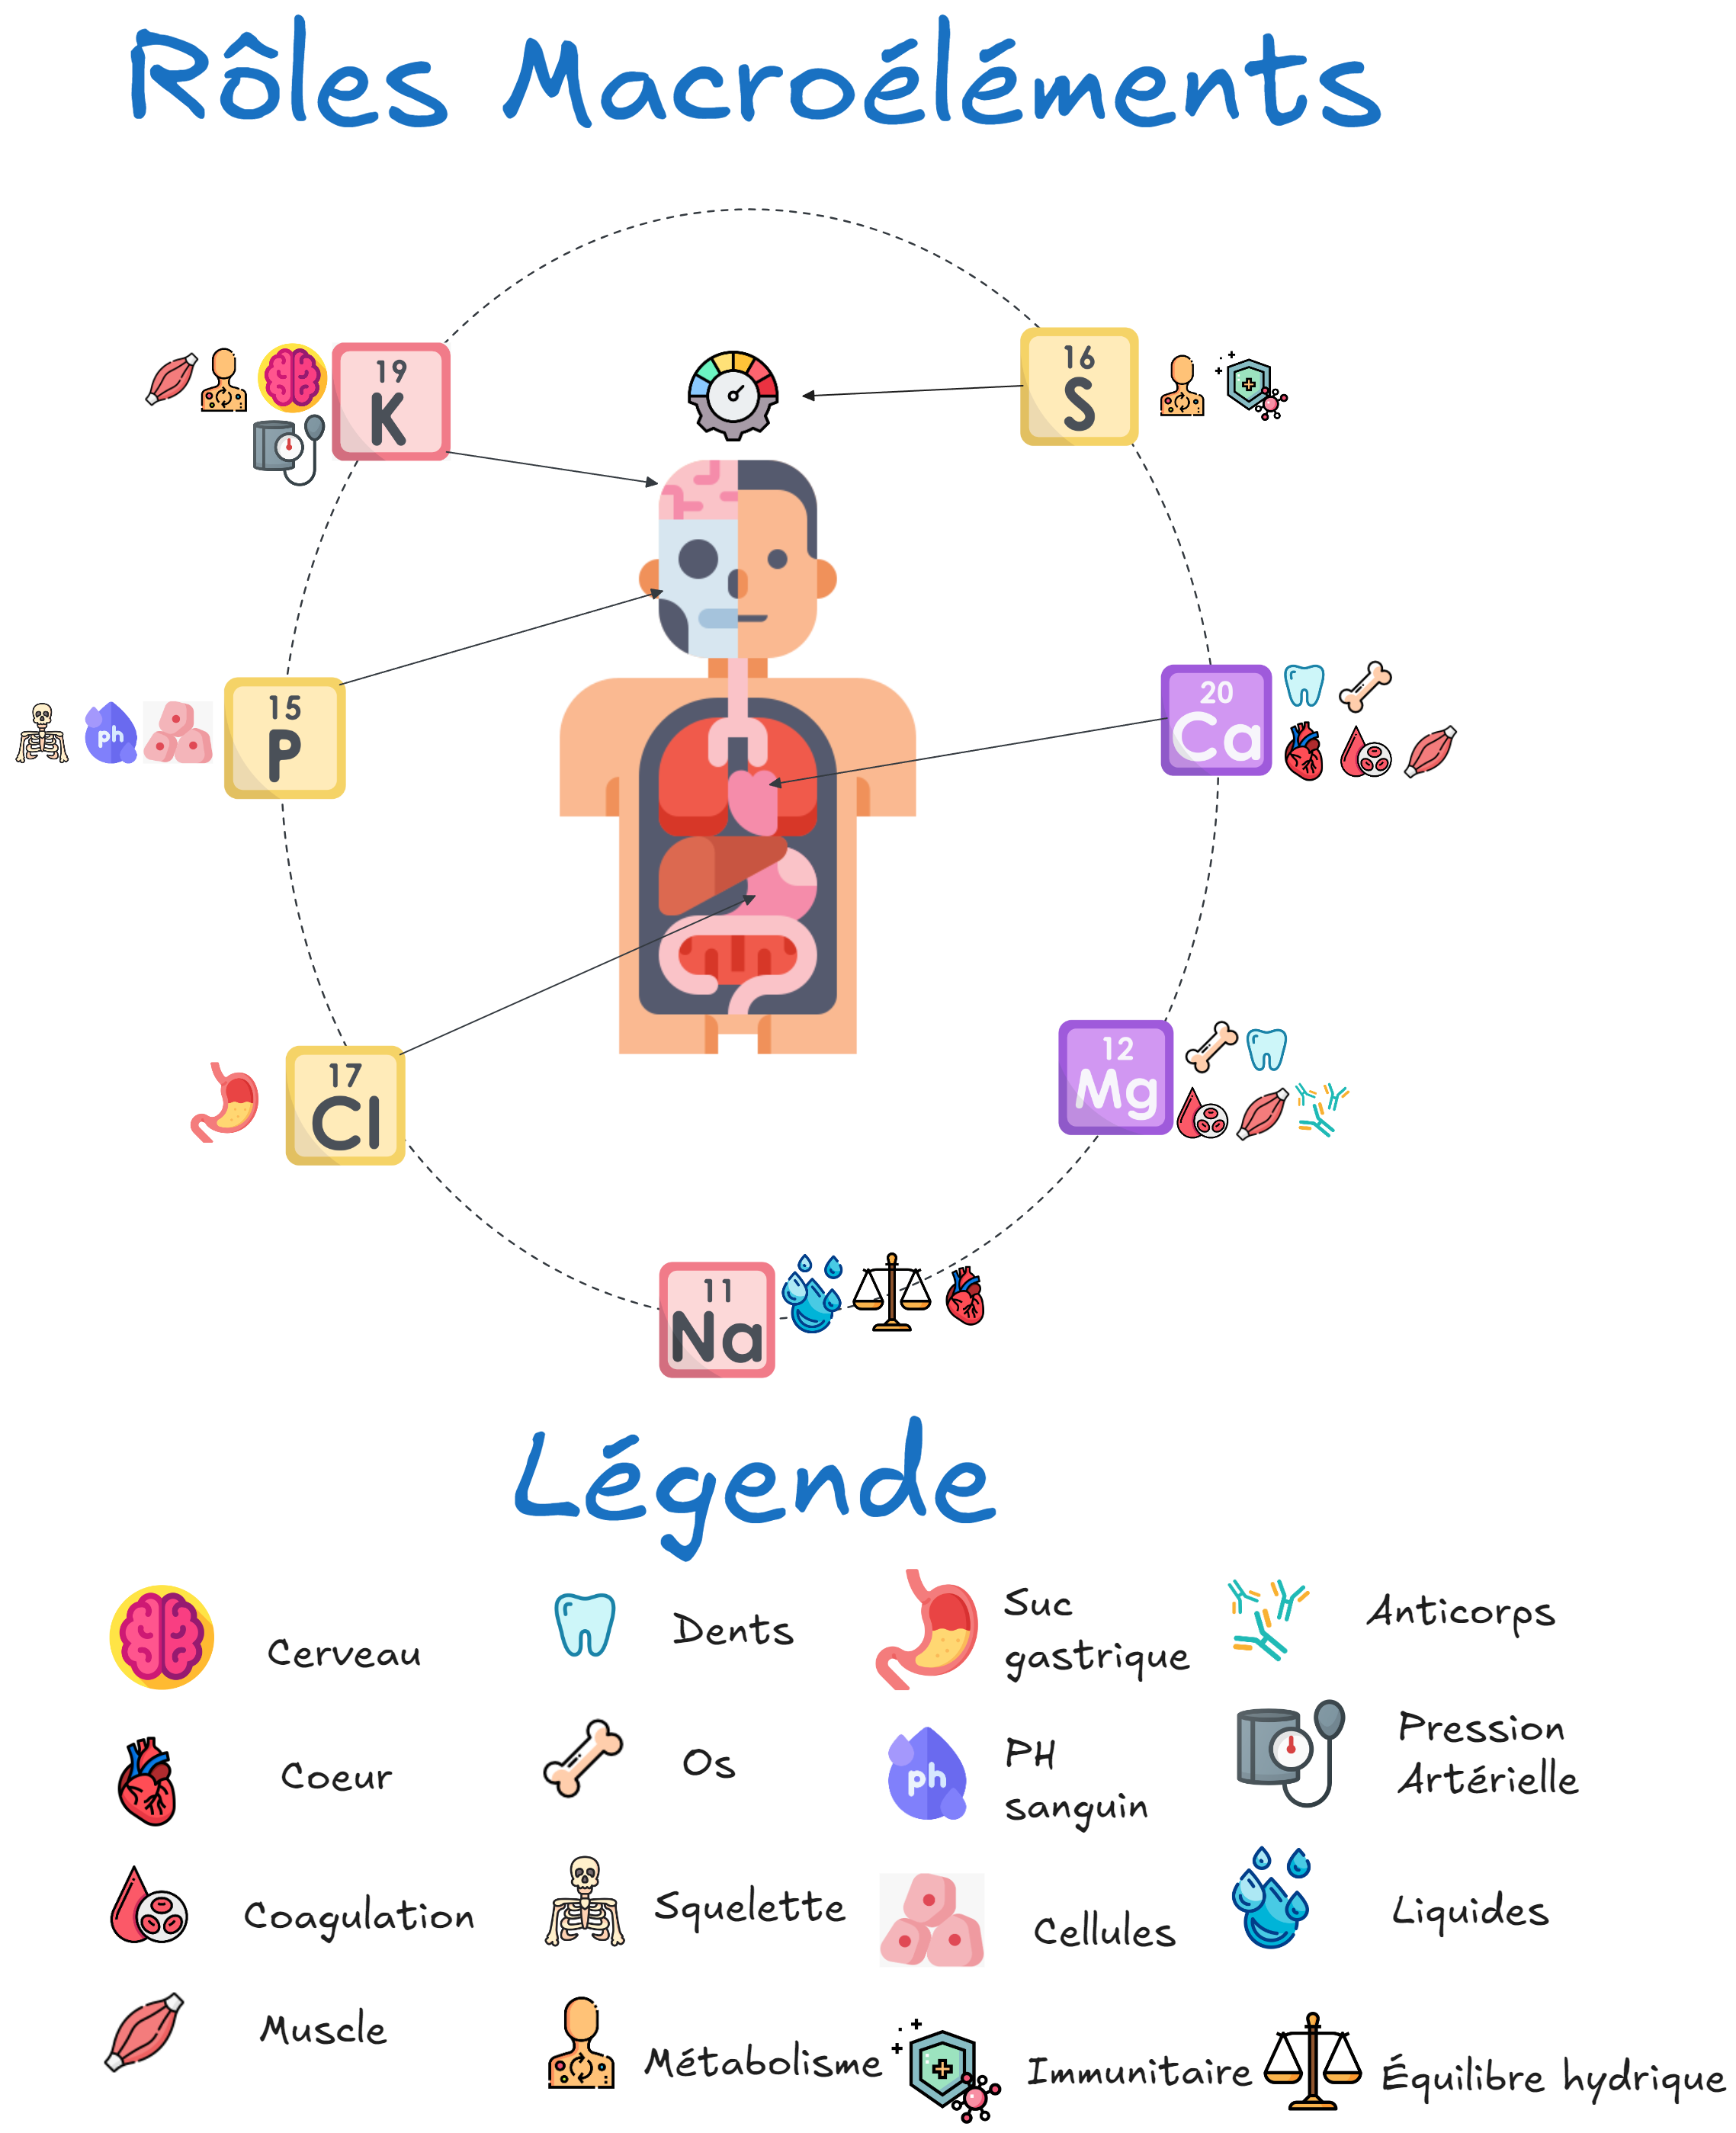 Rôles Macroéléments
19
K
16
S
15
P
ph
20
Ca
17
Cl
12
Mg
11
Na
Légende
Cerveau
Dents
Suc
gastrique
Anticorps
Coeur
Os
ph
PH
sanguin
Pression
Artérielle
Coagulation
Squelette
Cellules
Liquides
Muscle
Métabolisme
Immunitaire
Équilibre hydrique